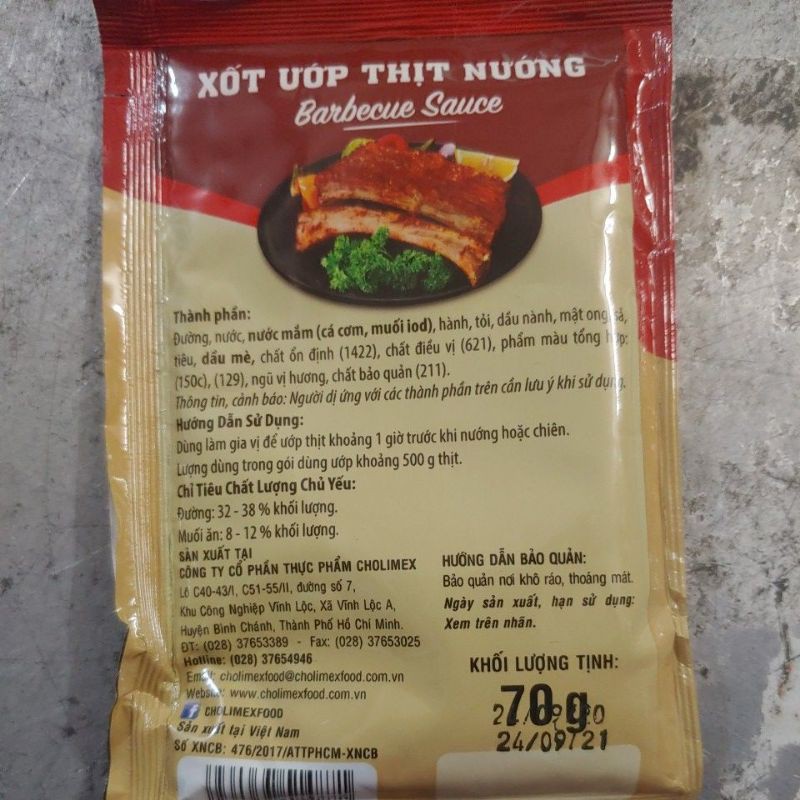 XỐT ƯỚP THỊT NƯỚNG
Barbecue Sauce
Thành phần:
Đường, nước, nước mắm (cá cơm, muối iod), hành, tỏi, dầu nành, mật ong, sả,
tiêu, dầu mè, chất ổn định (1422), chất điều vị (621), phẩm màu tổng hợp:
(150c), (129), ngũ vị hương, chất bảo quản (211).
Thông tin, cảnh báo: Người dị ứng với các thành phần trên cần lưu ý khi sử dụng.
Hướng Dẫn Sử Dụng:
Dùng làm gia vị để ướp thịt khoảng 1 giờ trước khi nướng hoặc chiên.
Lượng dùng trong gói dùng ướp khoảng 500 g thịt.
Chỉ Tiêu Chất Lượng Chủ Yếu:
Đường: 32 - 38 % khối lượng.
Muối ăn: 8 - 12 % khối lượng.
SẢN XUẤT TẠI
CÔNG TY CỔ PHẦN THỰC PHẨM CHOLIMEX
Lô C40-43/I, C51-55/II, đường số 7,
Khu Công Nghiệp Vĩnh Lộc, Xã Vĩnh Lộc A,
Huyện Bình Chánh, Thành Phố Hồ Chí Minh.
ĐT: (028) 37653389 - Fax: (028) 37653025
Hotline: (028) 37654946
Email: cholimexfood@cholimexfood.com.vn
Website: www.cholimexfood.com.vn
f CHOLIMEXFOOD
Sản xuất tại Việt Nam
Số XNCB: 476/2017/ATTPHCM-XNCB
HƯỚNG DẪN BẢO QUẢN:
Bảo quản nơi khô ráo, thoáng mát.
Ngày sản xuất, hạn sử dụng:
Xem trên nhãn.
KHỐI LƯỢNG TỊNH:
70 g
24/09/21